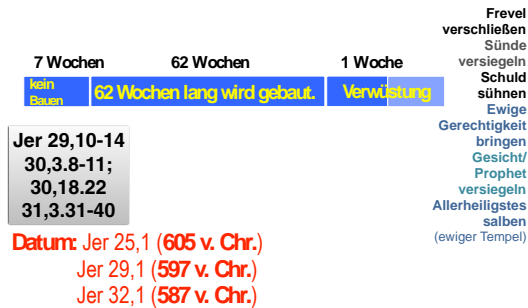 7 Wochen 62 Wochen 1 Woche
kein
Bauen
62 Wochen lang wird gebaut.
Verwüstung
Jer 29,10-14
30,3.8-11;
30,18.22
31,3.31-40
Datum: Jer 25,1 (605 v. Chr.)
Jer 29,1 (597 v. Chr.)
Jer 32,1 (587 v. Chr.)
Frevel
verschließen
Sünde
versiegeln
Schuld
sühnen
Ewige
Gerechtigkeit
bringen
Gesicht/
Prophet
versiegeln
Allerheiligstes
salben
(ewiger Tempel)